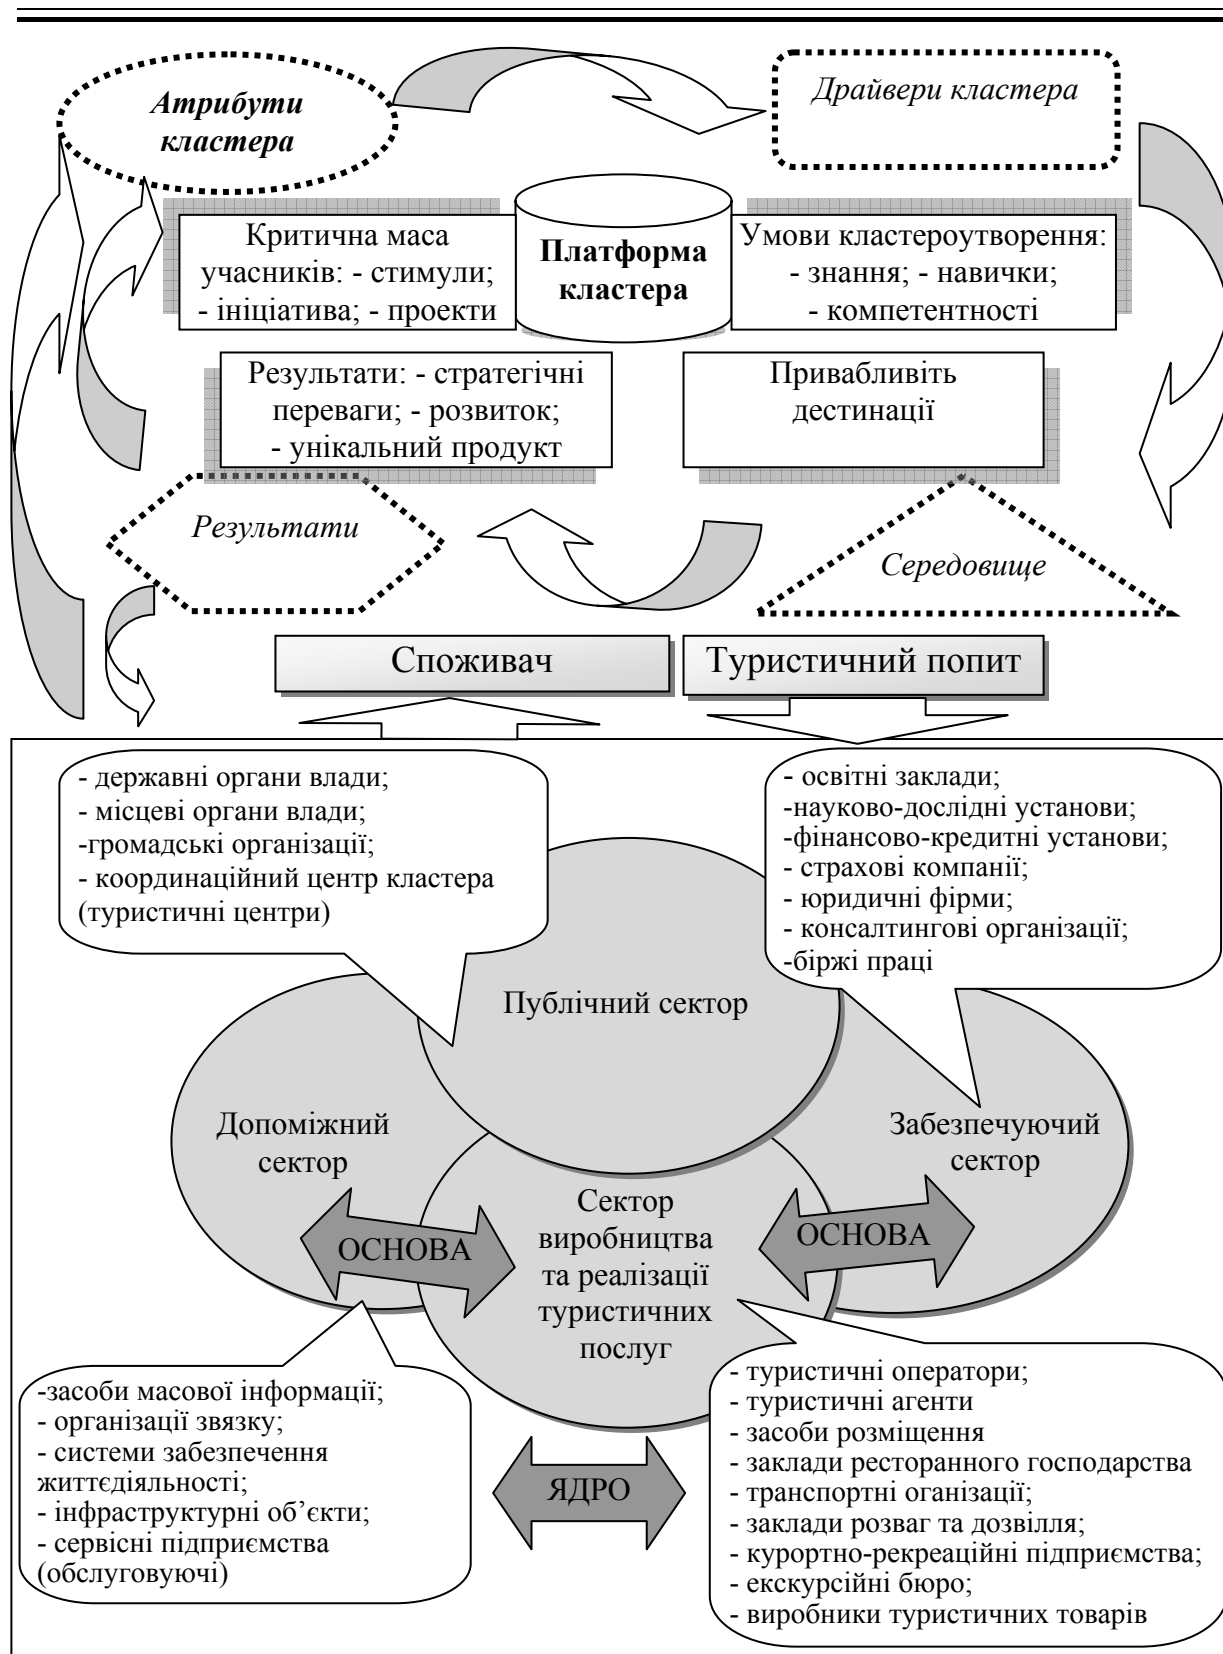 Атрибути
кластера
Драйвери кластера
Критична маса
учасників: - стимули;
- ініціатива; - проекти
Платформа
кластера
Умови кластероутворення:
- знання; - навички;
- компетентності
Результати: - стратегічні
переваги; - розвиток;
- унікальний продукт
Привабливіть
дестинації
Результати
Середовище
Споживач
Туристичний попит
- державні органи влади;
- місцеві органи влади;
-громадські організації;
- координаційний центр кластера
(туристичні центри)
- освітні заклади;
-науково-дослідні установи;
-фінансово-кредитні установи;
- страхові компанії;
- юридичні фірми;
- консалтингові організації;
-біржі праці
Публічний сектор
Допоміжний
сектор
Забезпечуючий
сектор
Сектор
виробництва
та реалізації
туристичних
послуг
ОСНОВА
ОСНОВА
-засоби масової інформації;
- організації звязку;
- системи забезпечення
життєдіяльності;
- інфраструктурні об’єкти;
- сервісні підприємства
(обслуговуючі)
ЯДРО
- туристичні оператори;
- туристичні агенти
- засоби розміщення
- заклади ресторанного господарства
- транспортні оганізації;
- заклади розваг та дозвілля;
- курортно-рекреаційні підприємства;
- екскурсійні бюро;
- виробники туристичних товарів